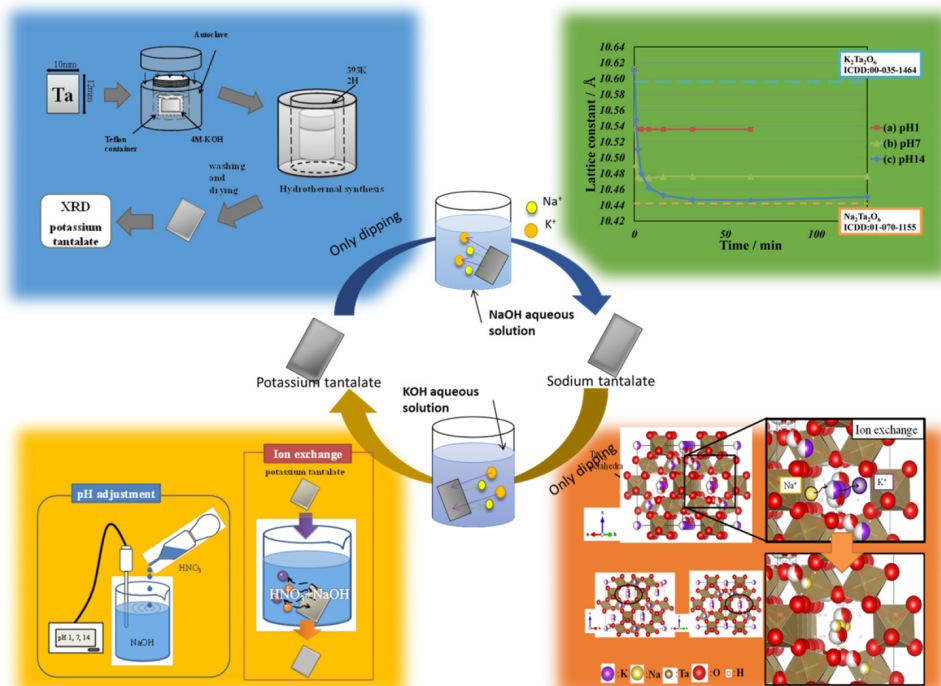 Autoclave
10mm
Ta
12mm
Teflon
container
4M-KOH
393K
2H
Hydrothermal synthesis
washing
and
drying
XRD
potassium
tantalate
Lattice constant / Å
10.64
10.62
10.60
10.58
10.56
10.54
10.52
10.50
10.48
10.46
10.44
10.42
0
50
100
Time / min
K₂Ta₂O₆
ICDD:00-035-1464
(a) pH1
(b) pH7
(c) pH14
Na₂Ta₂O₆
ICDD:01-070-1155
Only dipping
Na⁺
K⁺
NaOH aqueous
solution
Potassium tantalate
Sodium tantalate
KOH aqueous
solution
Only dipping
pH adjustment
HNO₃
pH 1, 7, 14
NaOH
Ion exchange
potassium tantalate
HNO₃+NaOH
Ion exchange
Na⁺
K⁺
:K :Na :Ta :O :H